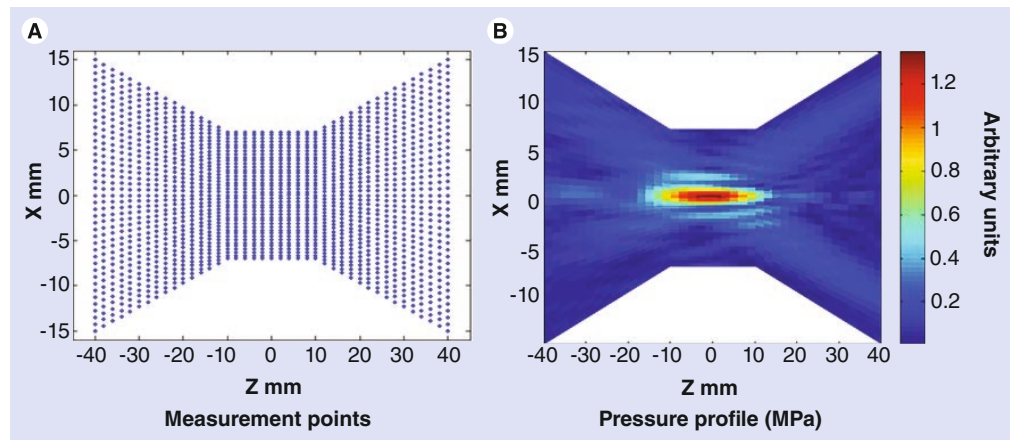 A
15
10
5
0
-5
-10
-15
X mm
-40 -30 -20 -10 0 10 20 30 40
Z mm
Measurement points
B
15
10
5
0
-5
-10
X mm
-40 -30 -20 -10 0 10 20 30 40
Z mm
Pressure profile (MPa)
1.2
1
0.8
0.6
0.4
0.2
Arbitrary units